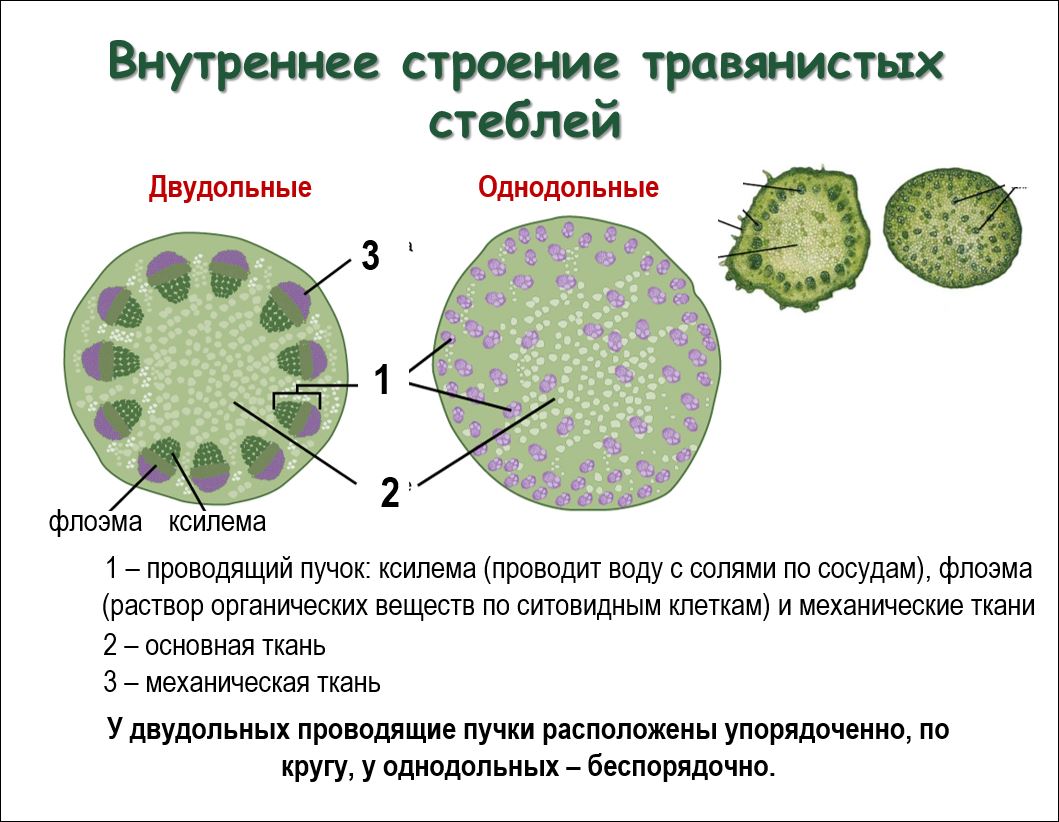 Внутреннее строение травянистых
стеблей
Двудольные
Однодольные
3
1
2
флоэма
ксилема
1 – проводящий пучок: ксилема (проводит воду с солями по сосудам), флоэма
(раствор органических веществ по ситовидным клеткам) и механические ткани
2 – основная ткань
3 – механическая ткань
У двудольных проводящие пучки расположены упорядоченно, по
кругу, у однодольных – беспорядочно.